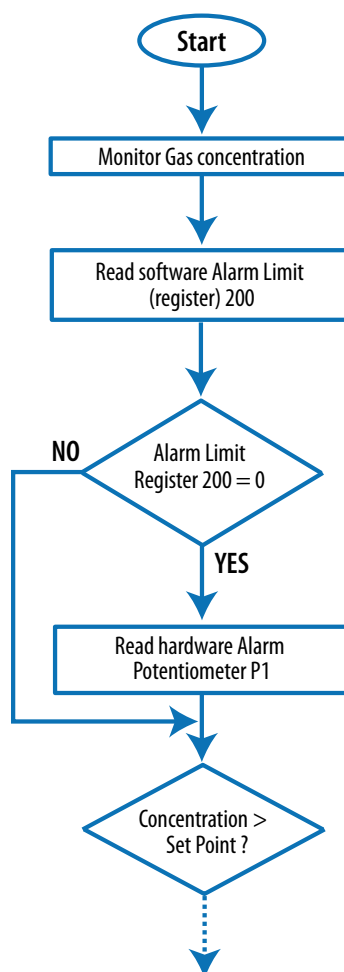 Start
Monitor Gas concentration
Read software Alarm Limit
(register) 200
NO
Alarm Limit
Register 200 = 0
YES
Read hardware Alarm
Potentiometer P1
Concentration >
Set Point ?